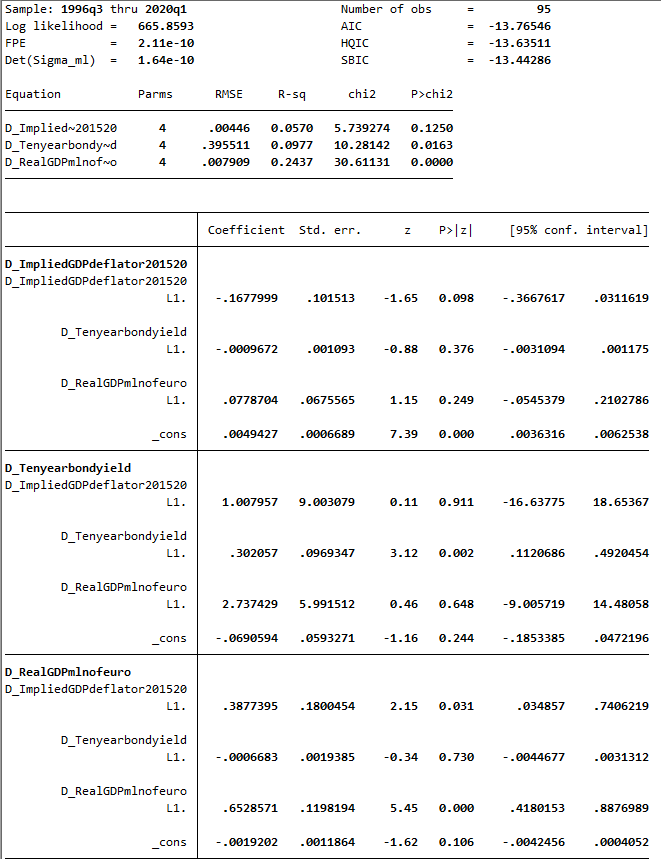 Sample: 1996q3 thru 2020q1 Number of obs = 95
Log likelihood = 665.8593 AIC = -13.76546
FPE = 2.11e-10 HQIC = -13.63511
Det(Sigma_ml) = 1.64e-10 SBIC = -13.44286
Equation Parms RMSE R-sq chi2 P>chi2
D_Implied~201520 4 .00446 0.0570 5.739274 0.1250
D_Tenyearbondy~d 4 .395511 0.0977 10.28142 0.0163
D_RealGDPmlnof~o 4 .007909 0.2437 30.61131 0.0000
Coefficient Std. err. z P>|z| [95% conf. interval]
D_ImpliedGDPdeflator201520
D_ImpliedGDPdeflator201520
L1. -.1677999 .101513 -1.65 0.098 -.3667617 .0311619
D_Tenyearbondyield
L1. -.0009672 .001093 -0.88 0.376 -.0031094 .001175
D_RealGDPmlnofeuro
L1. .0778704 .0675565 1.15 0.249 -.0545379 .2102786
_cons .0049427 .0006689 7.39 0.000 .0036316 .0062538
D_Tenyearbondyield
D_ImpliedGDPdeflator201520
L1. 1.007957 9.003079 0.11 0.911 -16.63775 18.65367
D_Tenyearbondyield
L1. .302057 .0969347 3.12 0.002 .1120686 .4920454
D_RealGDPmlnofeuro
L1. 2.737429 5.991512 0.46 0.648 -9.005719 14.48058
_cons -.0690594 .0593271 -1.16 0.244 -.1853385 .0472196
D_RealGDPmlnofeuro
D_ImpliedGDPdeflator201520
L1. .3877395 .1800454 2.15 0.031 .034857 .7406219
D_Tenyearbondyield
L1. -.0006683 .0019385 -0.34 0.730 -.0044677 .0031312
D_RealGDPmlnofeuro
L1. .6528571 .1198194 5.45 0.000 .4180153 .8876989
_cons -.0019202 .0011864 -1.62 0.106 -.0042456 .0004052